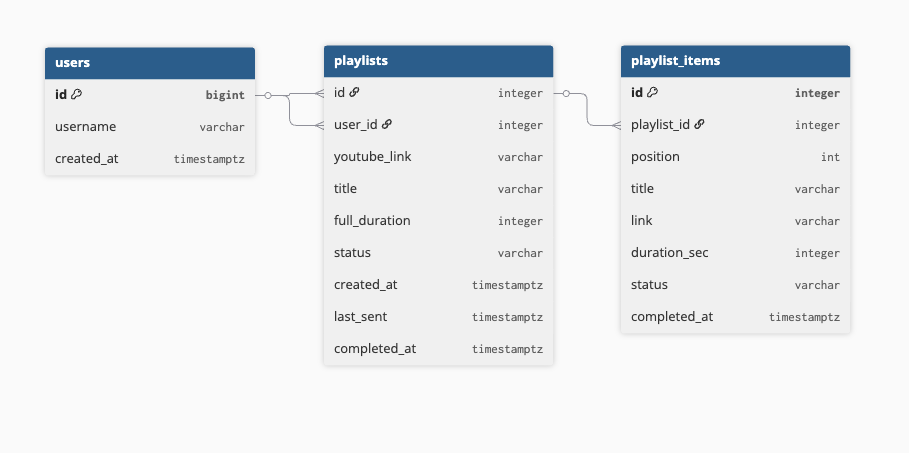 users
id bigint
username varchar
created_at timestamptz
playlists
id integer
user_id integer
youtube_link varchar
title varchar
full_duration integer
status varchar
created_at timestamptz
last_sent timestamptz
completed_at timestamptz
playlist_items
id integer
playlist_id integer
position int
title varchar
link varchar
duration_sec integer
status varchar
completed_at timestamptz